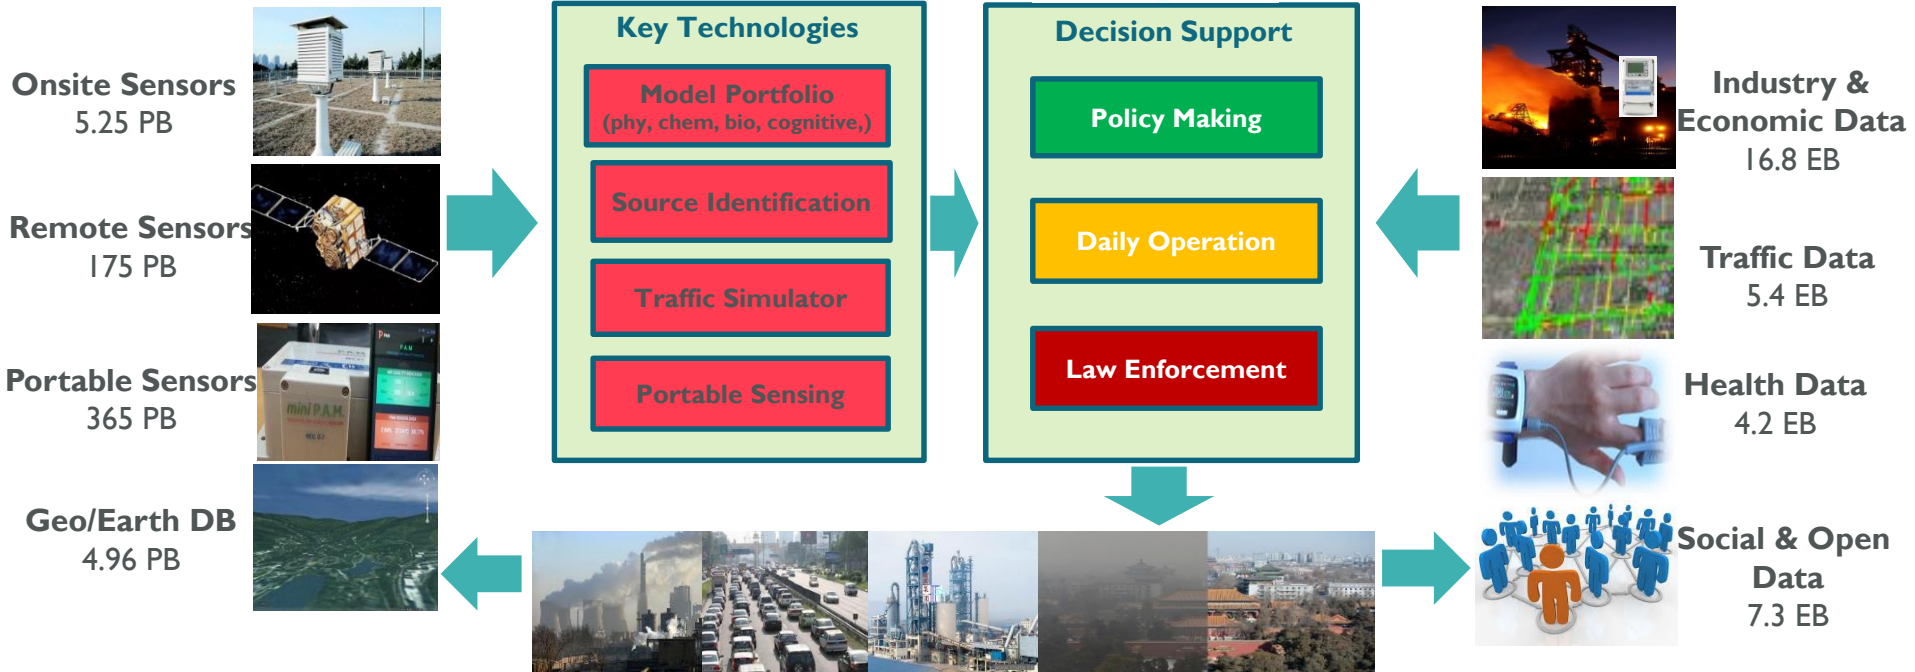 Onsite Sensors
5.25 PB
Remote Sensors
175 PB
Portable Sensors
365 PB
Geo/Earth DB
4.96 PB
Key Technologies
Model Portfolio
(phy, chem, bio, cognitive,)
Source Identification
Traffic Simulator
Portable Sensing
Decision Support
Policy Making
Daily Operation
Law Enforcement
Industry &
Economic Data
16.8 EB
Traffic Data
5.4 EB
Health Data
4.2 EB
Social & Open
Data
7.3 EB
mini P.A.M.